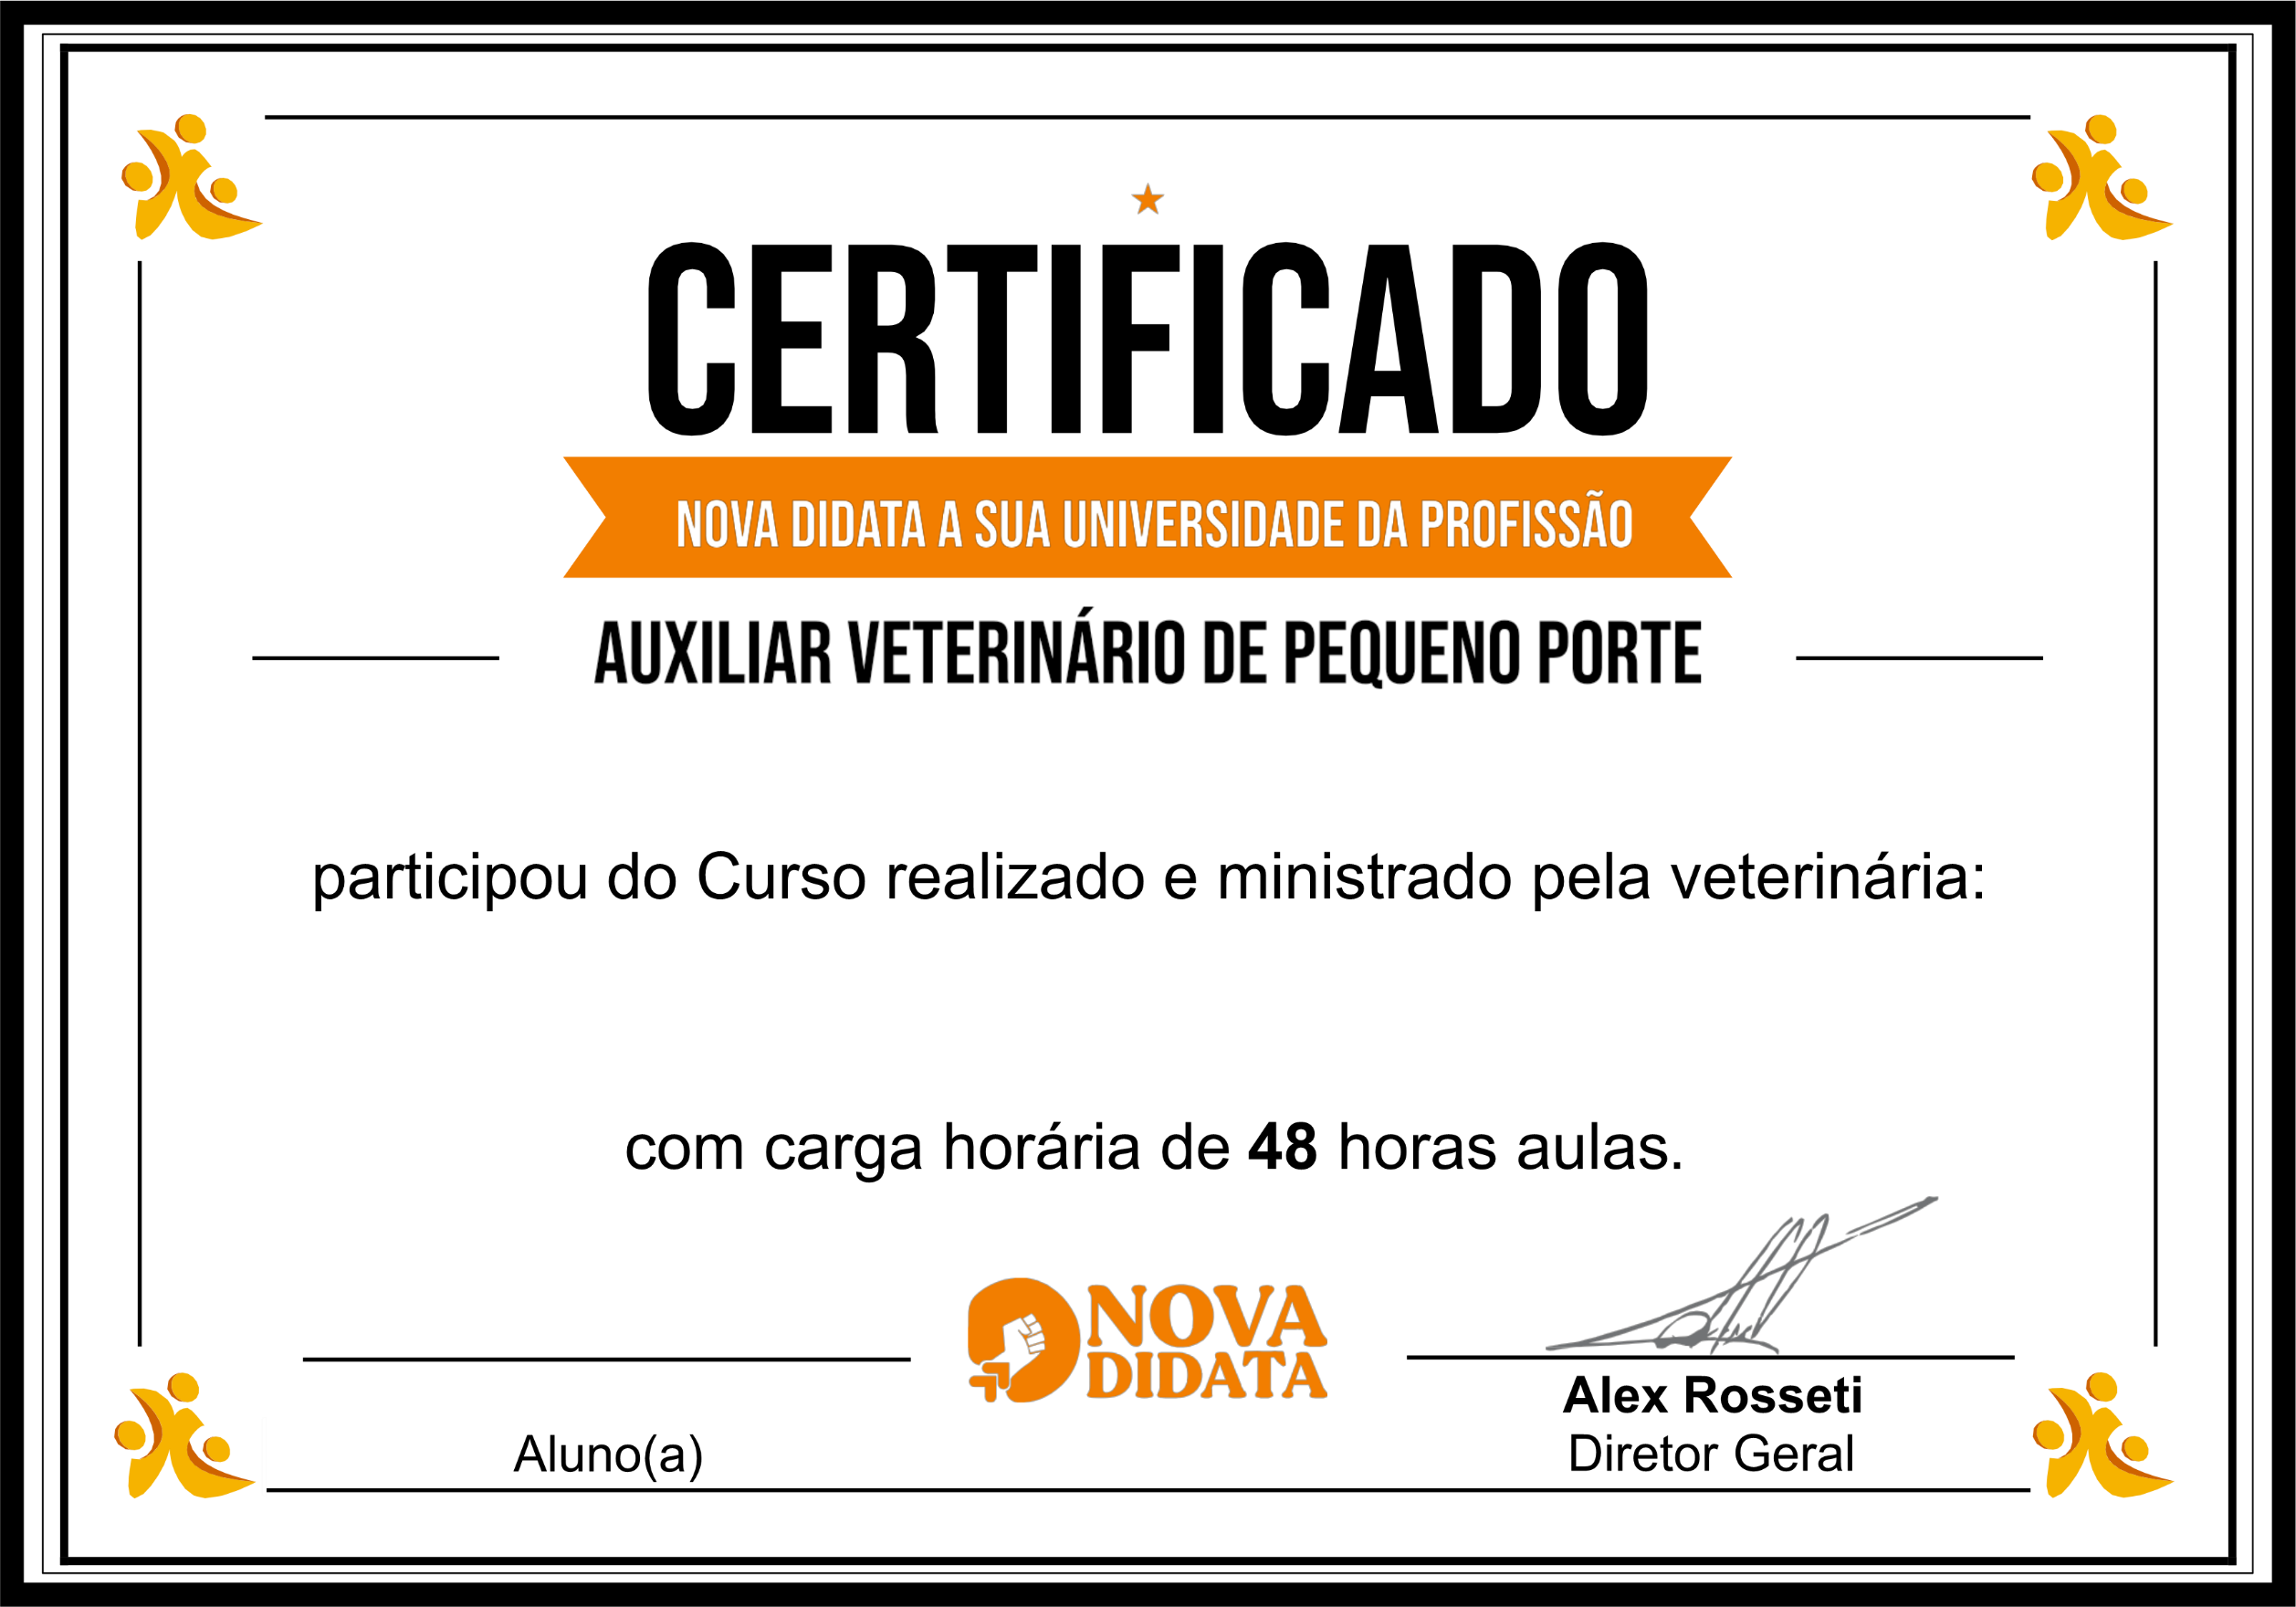 CERTIFICADO
NOVA DIDATA A SUA UNIVERSIDADE DA PROFISSÃO
AUXILIAR VETERINÁRIO DE PEQUENO PORTE
participou do Curso realizado e ministrado pela veterinária:
com carga horária de 48 horas aulas.
NOVA
DIDATA
Alex Rosseti
Diretor Geral
Aluno(a)